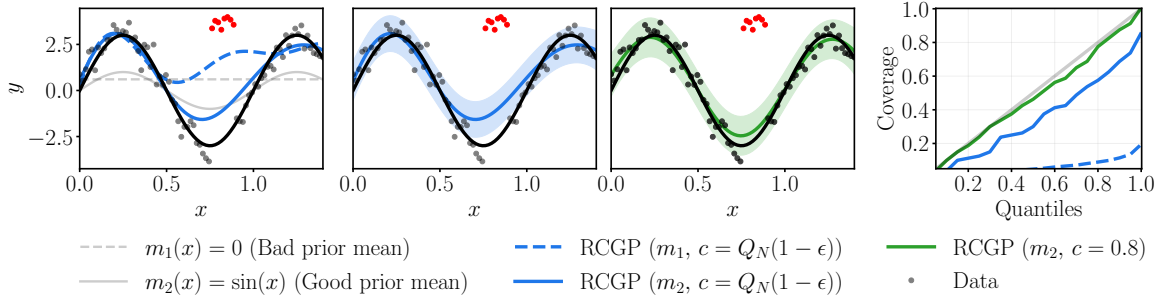 y
2.5
0.0
−2.5
0.0
0.5
1.0
x
0.0
0.5
1.0
x
0.0
0.5
1.0
x
Coverage
1.0
0.8
0.6
0.4
0.2
0.2
0.4
0.6
0.8
1.0
Quantiles
m₁(x) = 0 (Bad prior mean)
m₂(x) = sin(x) (Good prior mean)
RCGP (m₁, c = Q_N(1 − ϵ))
RCGP (m₂, c = Q_N(1 − ϵ))
RCGP (m₂, c = 0.8)
Data